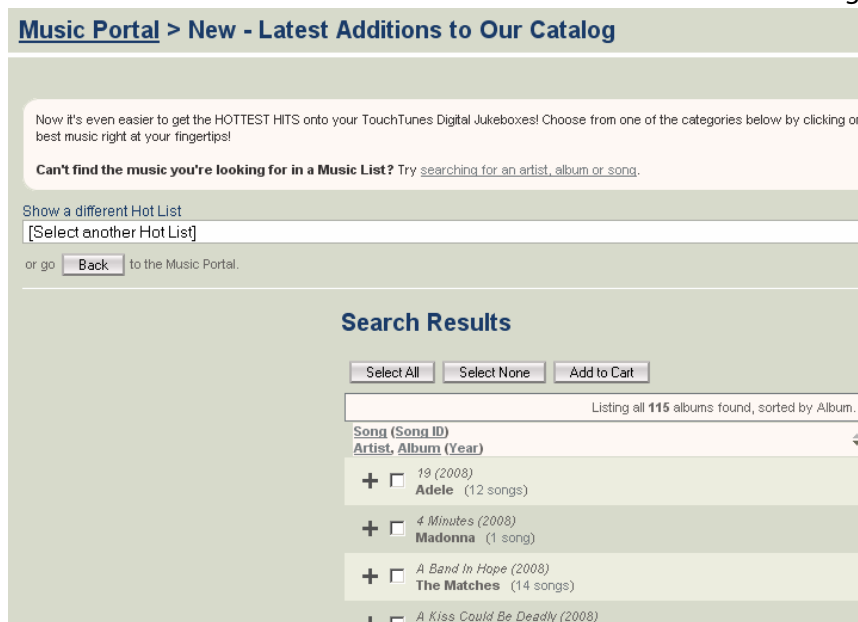 Music Portal > New - Latest Additions to Our Catalog
Now it's even easier to get the HOTTEST HITS onto your TouchTunes Digital Jukeboxes! Choose from one of the categories below by clicking
best music right at your fingertips!
Can't find the music you're looking for in a Music List? Try searching for an artist, album or song.
Show a different Hot List
[Select another Hot List]
or go Back to the Music Portal.
Search Results
Select All Select None Add to Cart
Listing all 115 albums found, sorted by Album.
Song (Song ID)
Artist, Album (Year)
19 (2008)
Adele (12 songs)
4 Minutes (2008)
Madonna (1 song)
A Band In Hope (2008)
The Matches (14 songs)
A Kiss Could Be Deadly (2008)